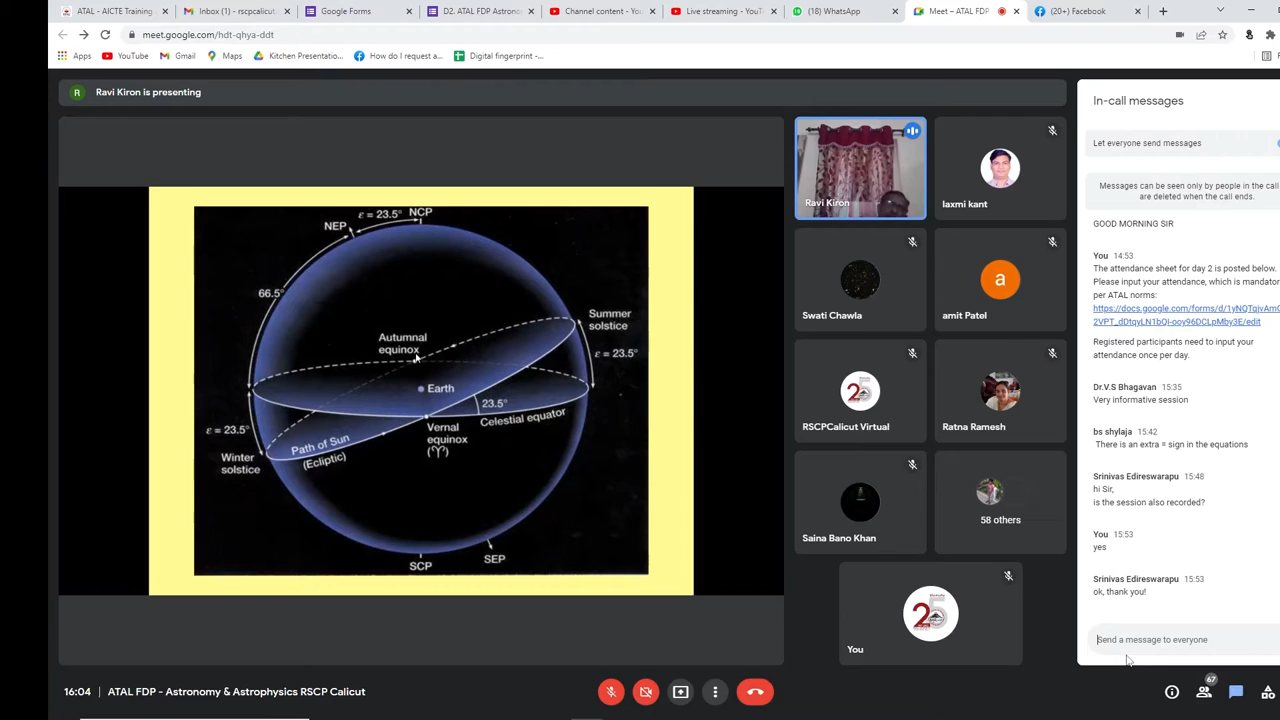 ATAL - AICTE Training
Inbox (1) - rscpcalicut
Google Forms
D2. ATAL FDP Astron
Channel content - You
Live streaming - YouT
(18) WhatsApp
Meet – ATAL FDP
(20+) Facebook
meet.google.com/hdt-qhya-ddt
Apps
YouTube
Gmail
Maps
Kitchen Presentatio...
How do I request a...
Digital fingerprint -...
Ravi Kiron is presenting
ε = 23.5°
NCP
NEP
66.5°
Summer
solstice
Autumnal
equinox
ε = 23.5°
Earth
23.5°
Celestial equator
ε = 23.5°
Vernal
equinox
(♈)
Path of Sun
(Ecliptic)
Winter
solstice
SCP
SEP
Ravi Kiron
laxmi kant
Swati Chawla
a
amit Patel
RSCPCalicut Virtual
Ratna Ramesh
Saina Bano Khan
58 others
You
In-call messages
Let everyone send messages
Messages can be seen only by people in the call
are deleted when the call ends.
GOOD MORNING SIR
You 14:53
The attendance sheet for day 2 is posted below.
Please input your attendance, which is mandator
per ATAL norms:
Registered participants need to input your
attendance once per day.
Dr.V.S Bhagavan 15:35
Very informative session
bs shylaja 15:42
There is an extra = sign in the equations
Srinivas Edireswarapu 15:48
hi Sir,
is the session also recorded?
You 15:53
yes
Srinivas Edireswarapu 15:53
ok, thank you!
Send a message to everyone
16:04 | ATAL FDP - Astronomy & Astrophysics RSCP Calicut
67